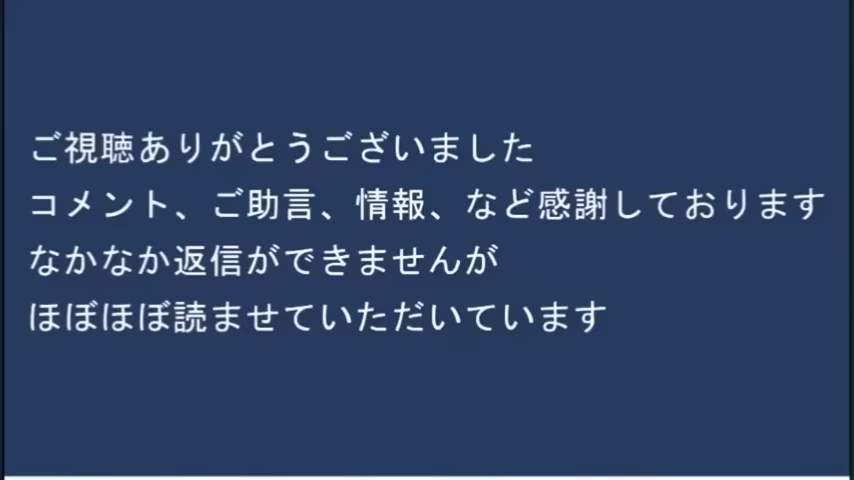 ご視聴ありがとうございました
コメント、ご助言、情報、など感謝しております
なかなか返信ができませんが
ほぼほぼ読ませていただいています